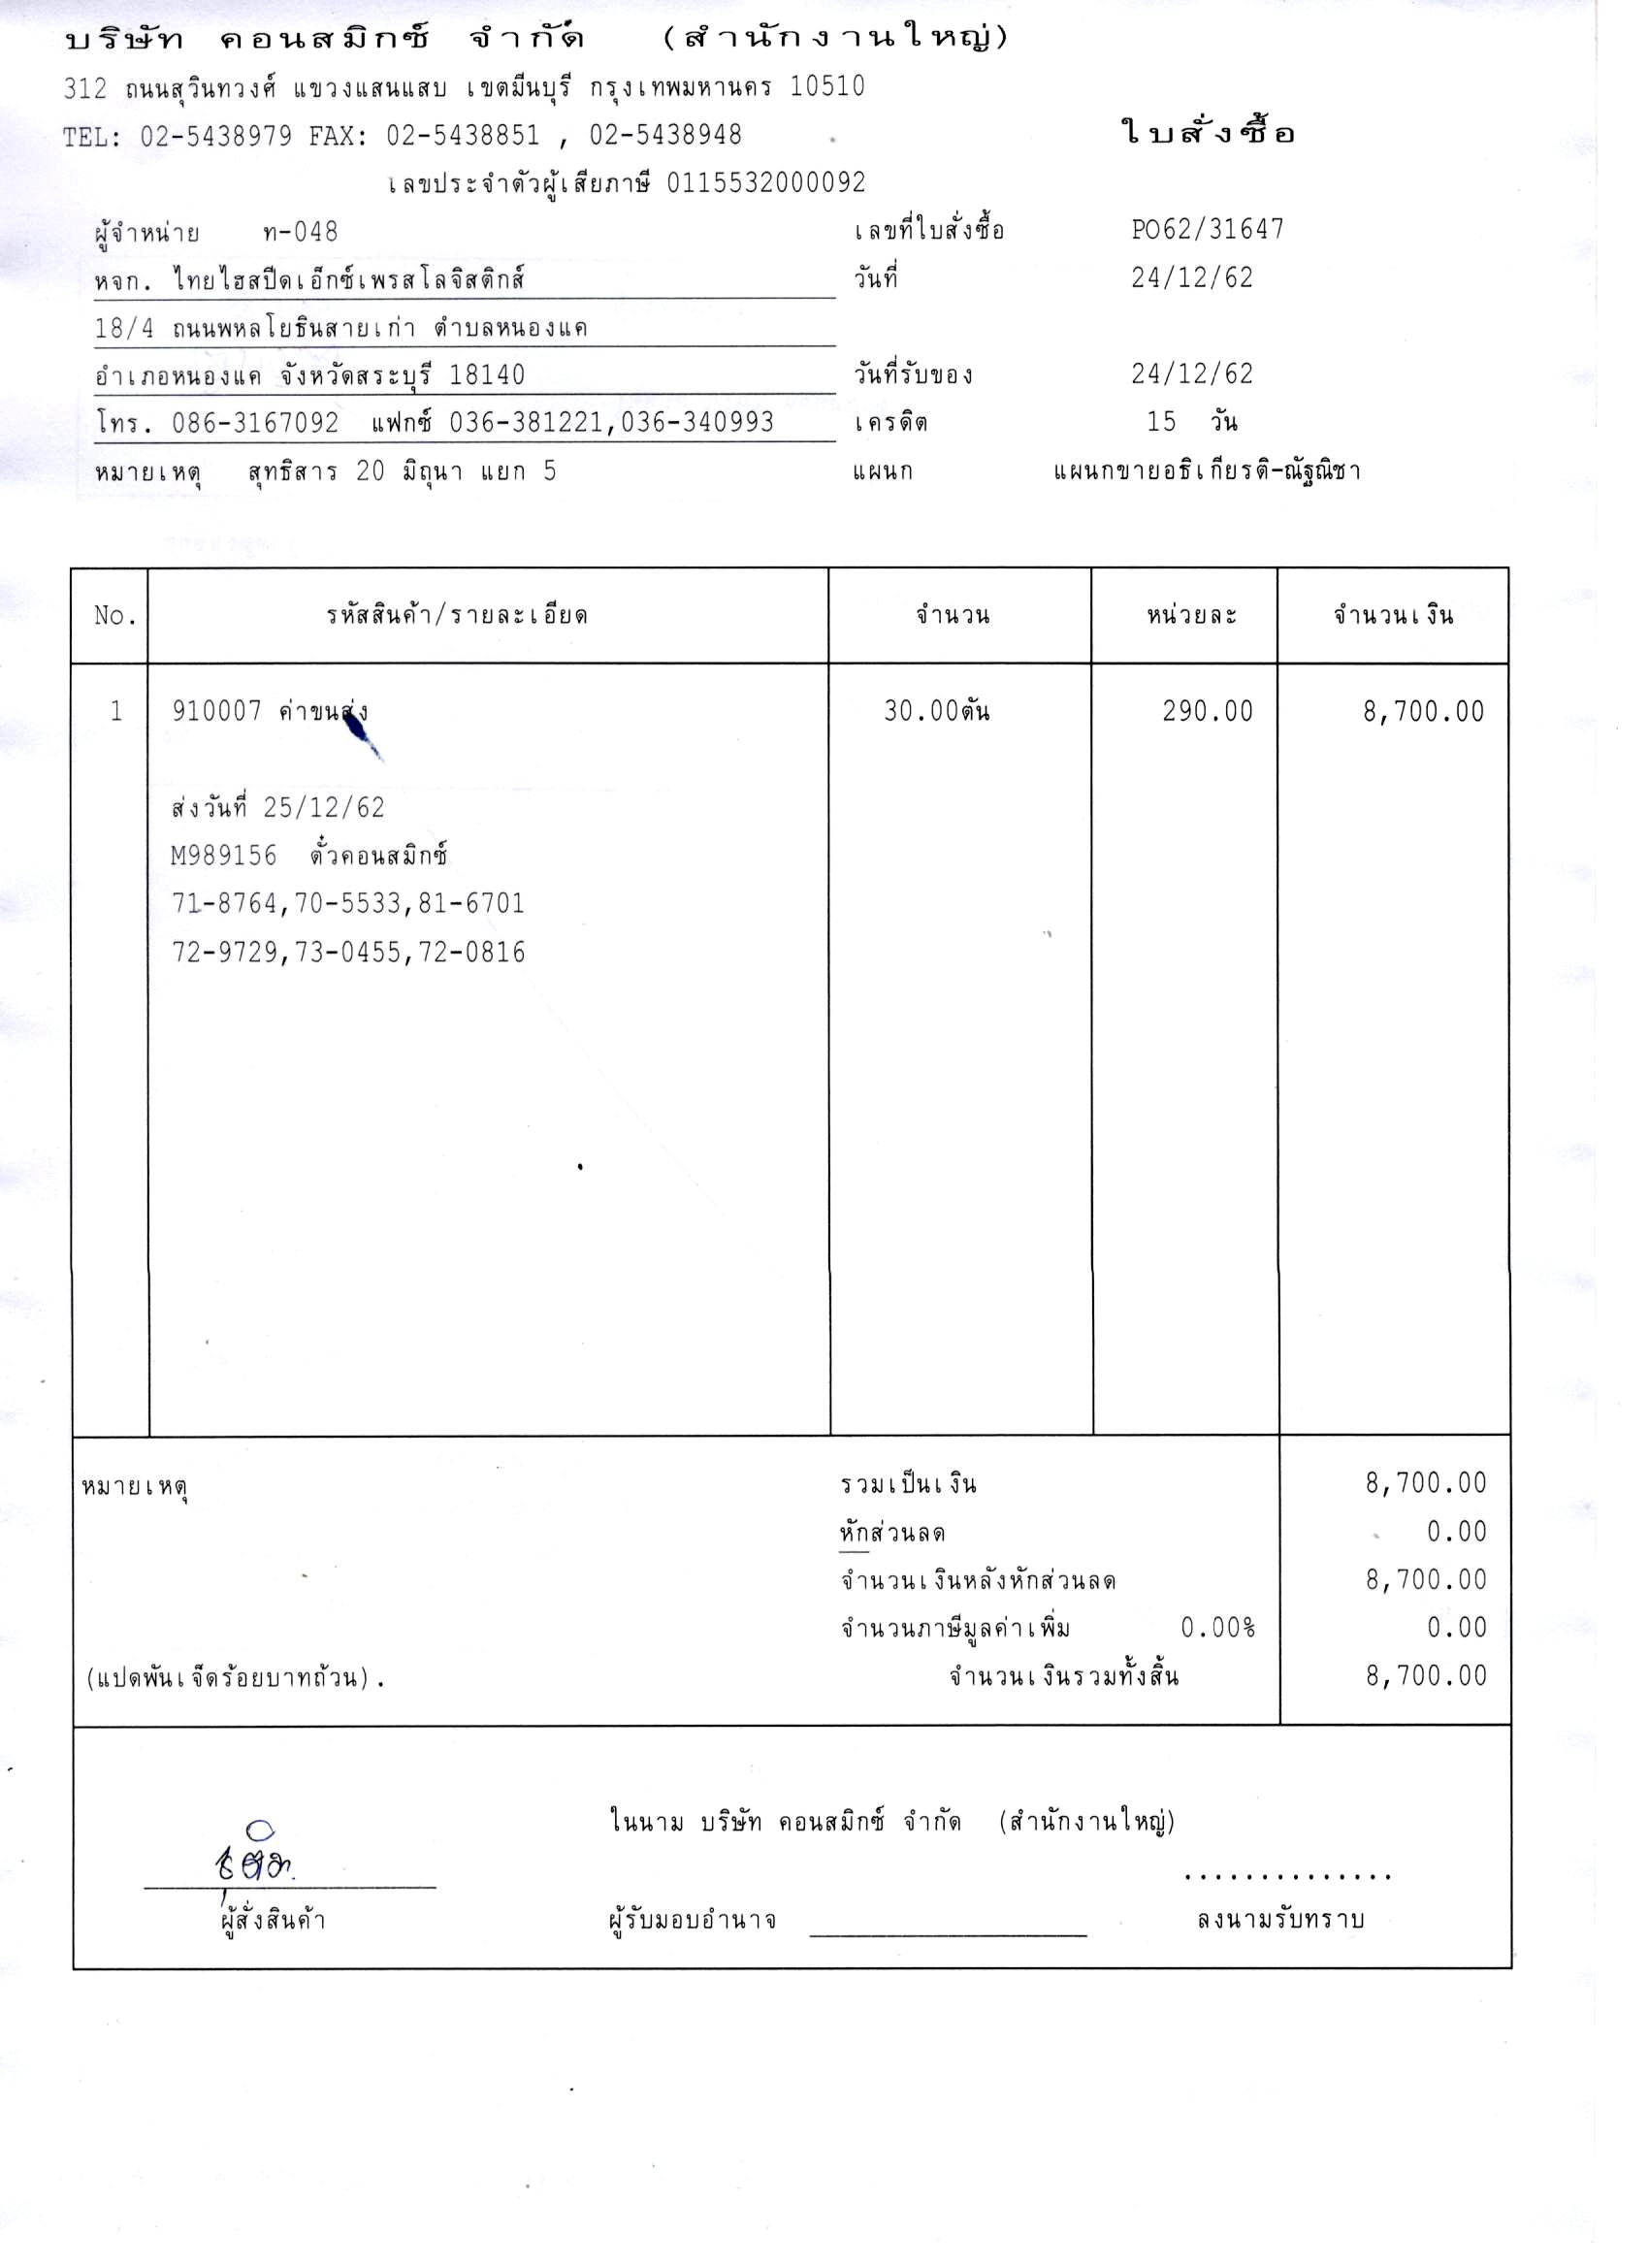 บริษัท คอนสมิกซ์ จำกัด (สำนักงานใหญ่)
312 ถนนสุวินทวงศ์ แขวงแสนแสบ เขตมีนบุรี กรุงเทพมหานคร 10510
TEL: 02-5438979 FAX: 02-5438851 , 02-5438948
ใบสั่งซื้อ
เลขประจำตัวผู้เสียภาษี 0115532000092
ผู้จำหน่าย ท-048 เลขที่ใบสั่งซื้อ PO62/31647
หจก. ไทยไฮสปีดเอ็กซ์เพรสโลจิสติกส์ วันที่ 24/12/62
18/4 ถนนพหลโยธินสายเก่า ตำบลหนองแค
อำเภอหนองแค จังหวัดสระบุรี 18140 วันที่รับของ 24/12/62
โทร. 086-3167092 แฟกซ์ 036-381221,036-340993 เครดิต 15 วัน
หมายเหตุ สุทธิสาร 20 มิถุนา แยก 5 แผนก แผนกขายอธิเกียรติ-ณัฐณิชา
No. รหัสสินค้า/รายละเอียด จำนวน หน่วยละ จำนวนเงิน
1 910007 ค่าขนส่ง 30.00ตัน 290.00 8,700.00
ส่งวันที่ 25/12/62
M989156 ตั๋วคอนสมิกซ์
71-8764,70-5533,81-6701
72-9729,73-0455,72-0816
หมายเหตุ รวมเป็นเงิน 8,700.00
หักส่วนลด 0.00
จำนวนเงินหลังหักส่วนลด 8,700.00
จำนวนภาษีมูลค่าเพิ่ม 0.00% 0.00
(แปดพันเจ็ดร้อยบาทถ้วน). จำนวนเงินรวมทั้งสิ้น 8,700.00
ในนาม บริษัท คอนสมิกซ์ จำกัด (สำนักงานใหญ่)
..............
ผู้สั่งสินค้า ผู้รับมอบอำนาจ ลงนามรับทราบ